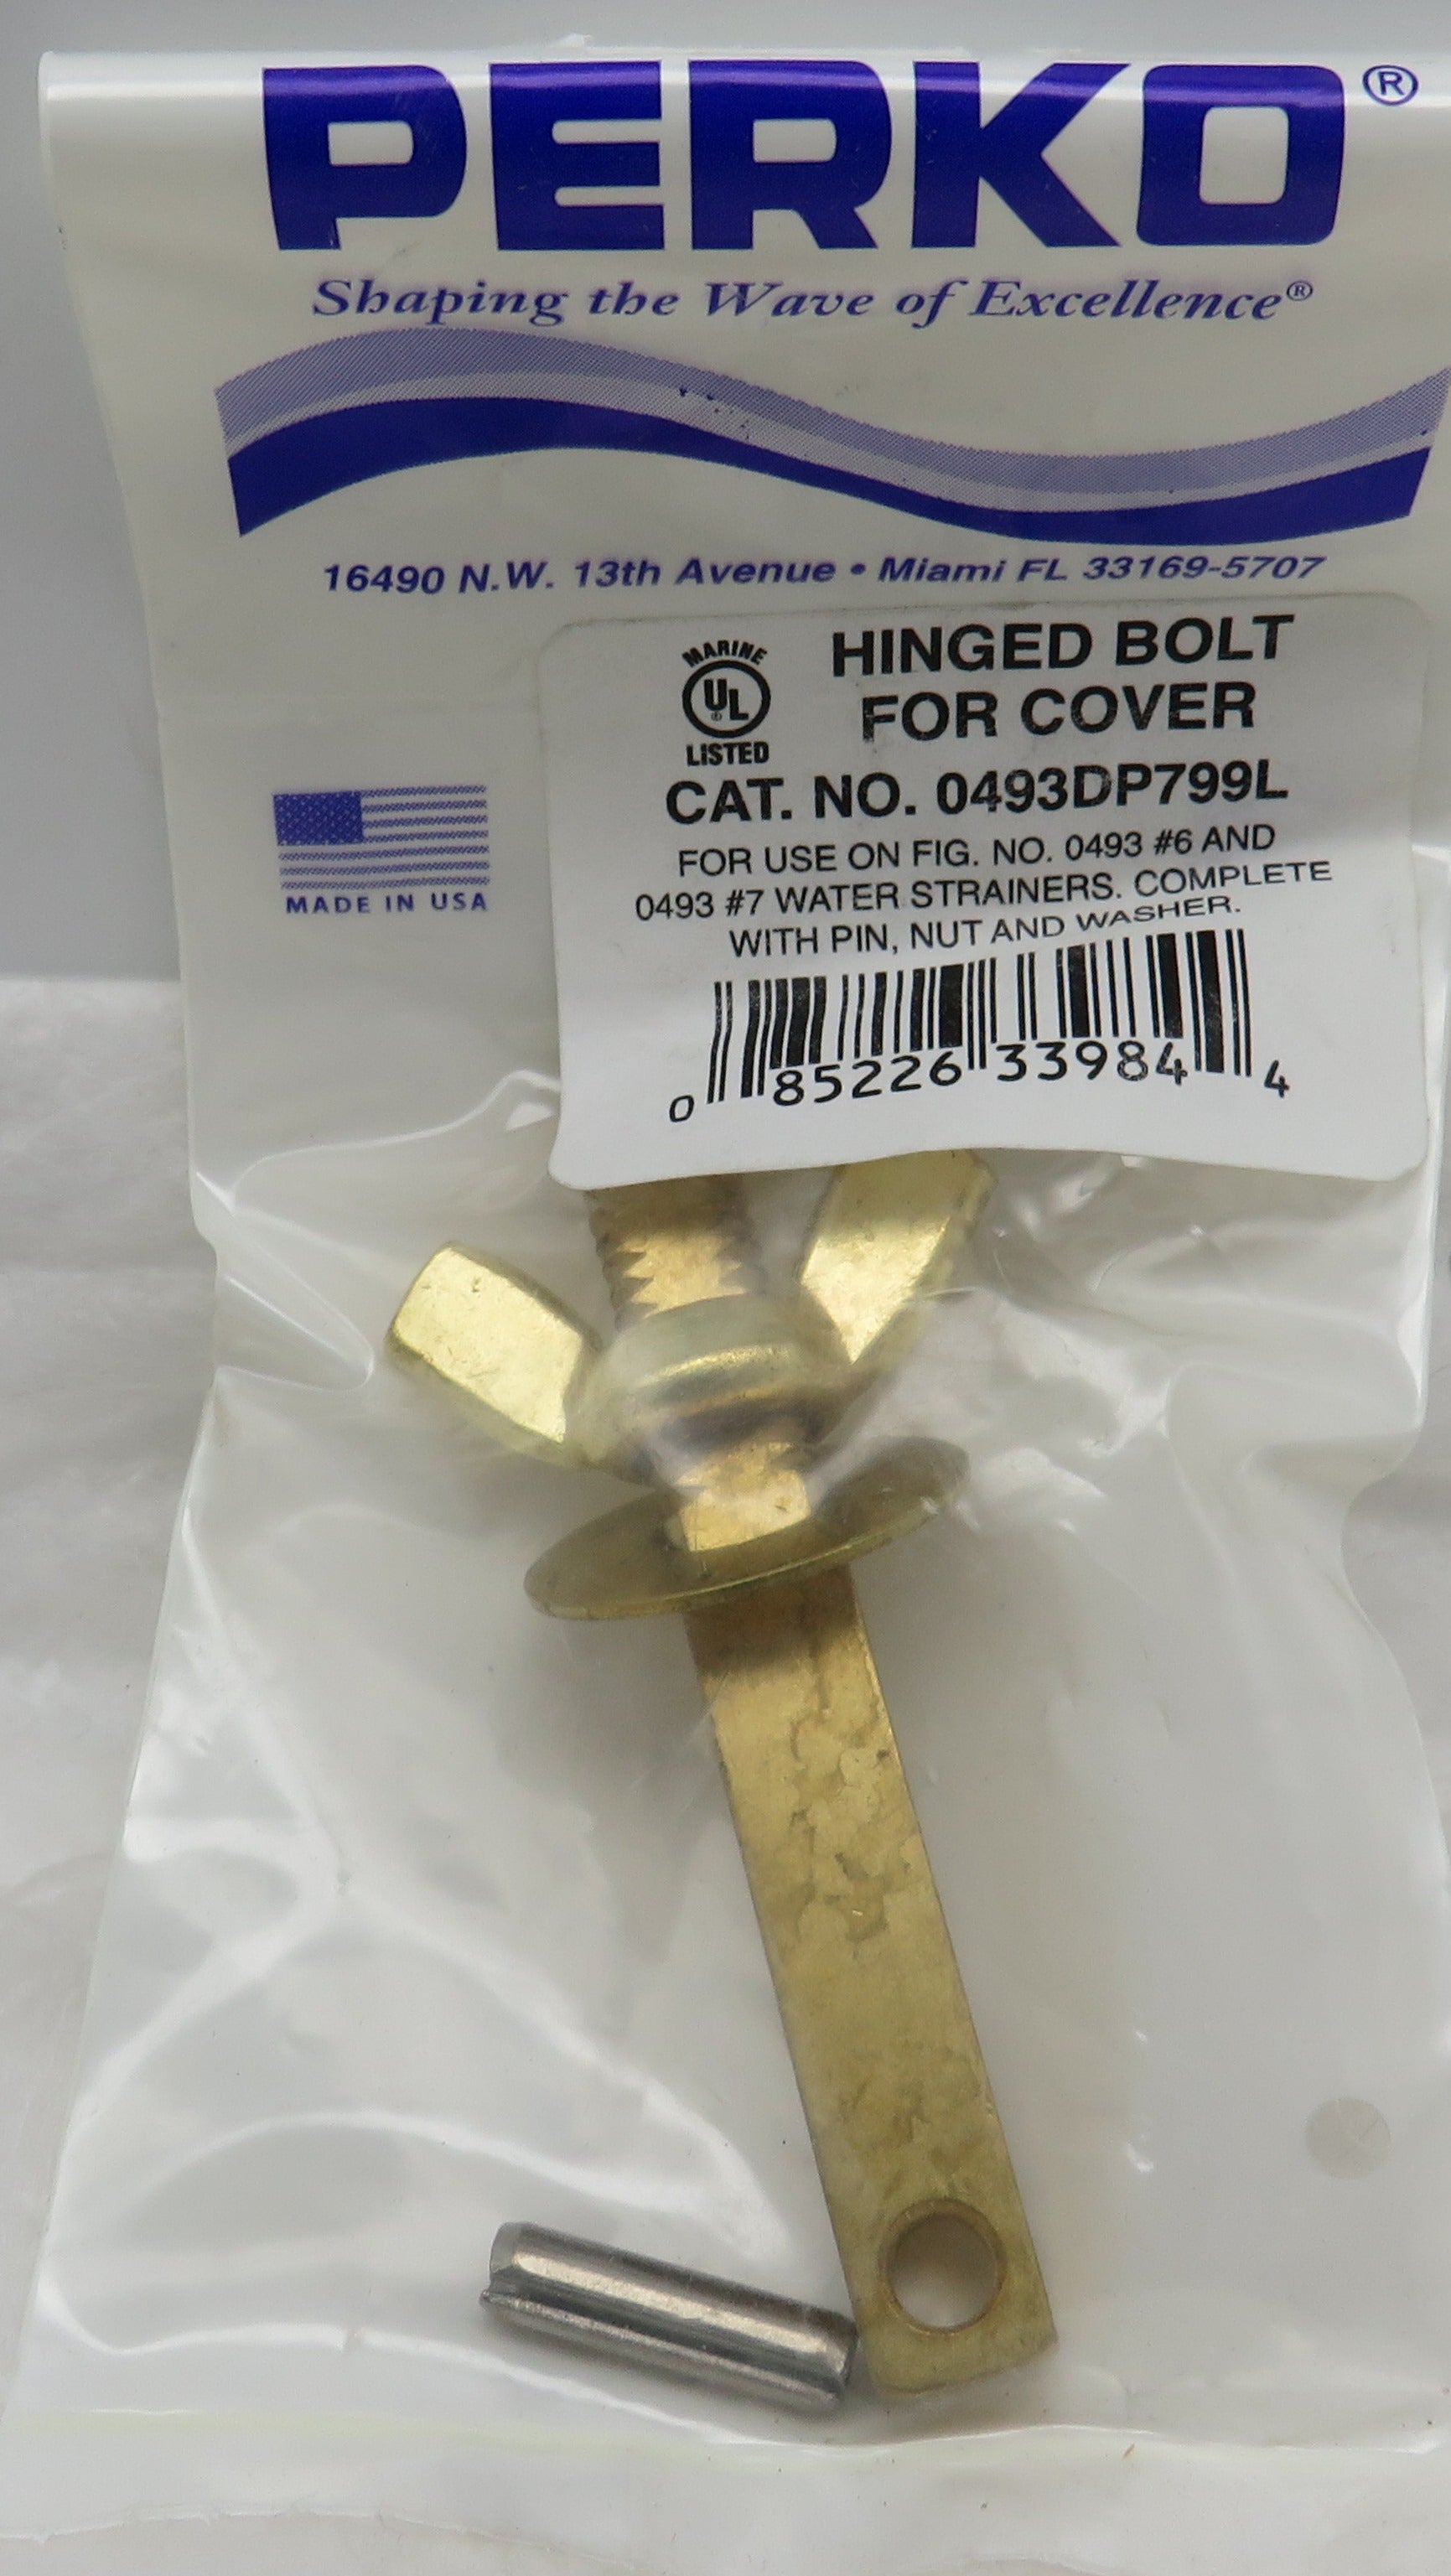 PERKO®
Shaping the Wave of Excellence®
16490 N.W. 13th Avenue • Miami FL 33169-5707
MARINE
UL®
LISTED
HINGED BOLT
FOR COVER
CAT. NO. 0493DP799L
FOR USE ON FIG. NO. 0493 #6 AND
0493 #7 WATER STRAINERS. COMPLETE
WITH PIN, NUT AND WASHER.
0 85226 33984 4
MADE IN USA